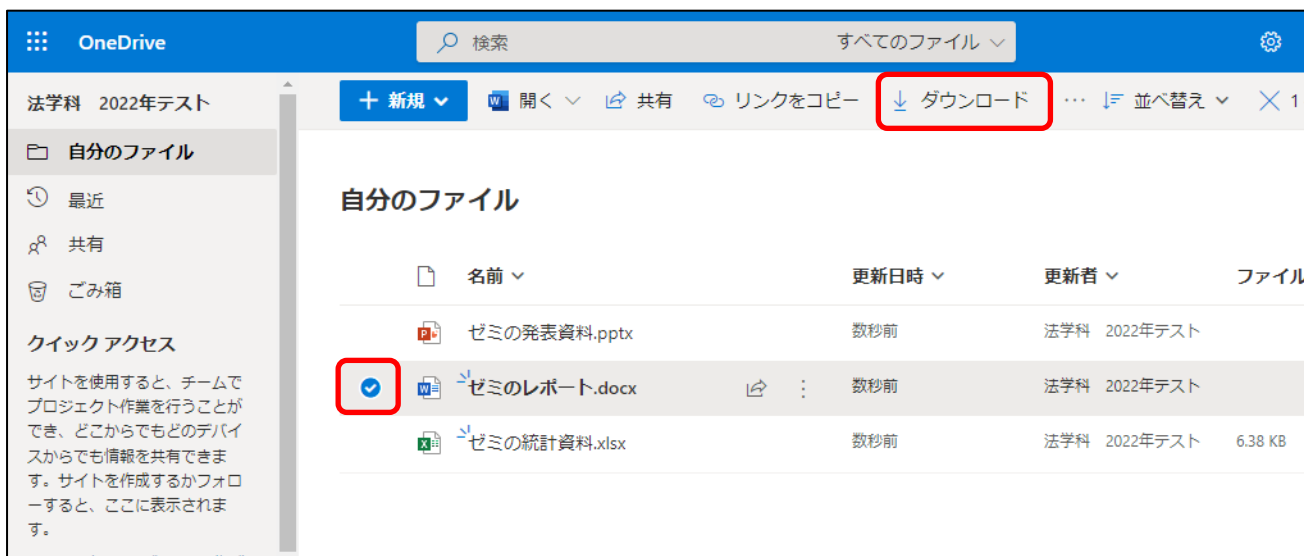 OneDrive
検索
すべてのファイル
法学科 2022年テスト
自分のファイル
最近
共有
ごみ箱
クイック アクセス
サイトを使用すると、チームで
プロジェクト作業を行うことが
でき、どこからでもどのデバイ
スからでも情報を共有できま
す。サイトを作成するかフォロ
ーすると、ここに表示されま
す。
+ 新規
開く
共有
リンクをコピー
ダウンロード
…
並べ替え
1
自分のファイル
名前 更新日時 更新者 ファイル
ゼミの発表資料.pptx 数秒前 法学科 2022年テスト
ゼミのレポート.docx 数秒前 法学科 2022年テスト
ゼミの統計資料.xlsx 数秒前 法学科 2022年テスト 6.38 KB